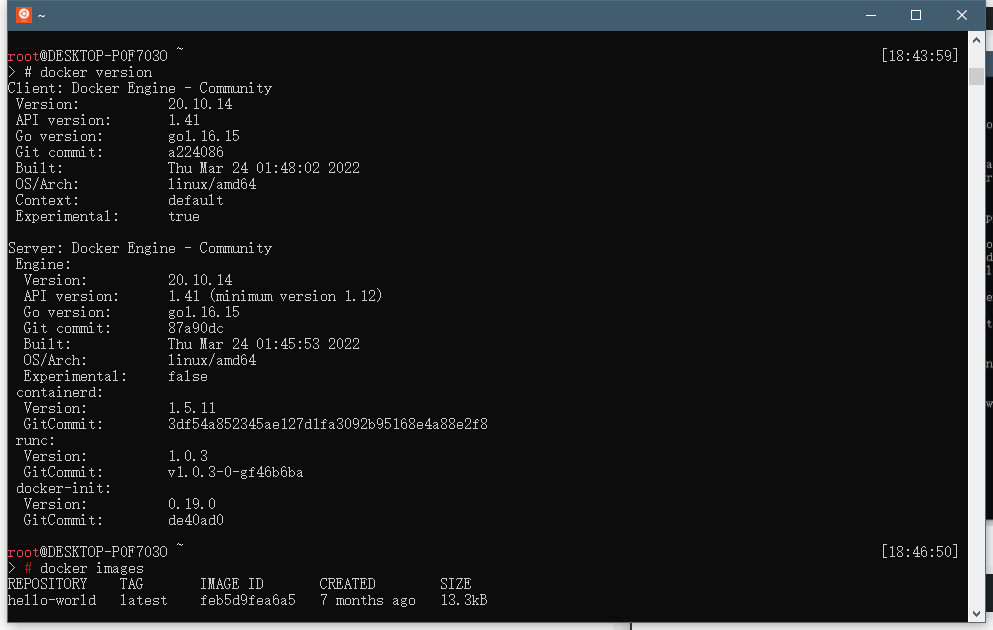 ~
root@DESKTOP-P0F703O ~ [18:43:59]
> # docker version
Client: Docker Engine - Community
 Version:           20.10.14
 API version:       1.41
 Go version:        go1.16.15
 Git commit:        a224086
 Built:             Thu Mar 24 01:48:02 2022
 OS/Arch:           linux/amd64
 Context:           default
 Experimental:      true
Server: Docker Engine - Community
 Engine:
  Version:          20.10.14
  API version:      1.41 (minimum version 1.12)
  Go version:       go1.16.15
  Git commit:       87a90dc
  Built:            Thu Mar 24 01:45:53 2022
  OS/Arch:          linux/amd64
  Experimental:     false
 containerd:
  Version:          1.5.11
  GitCommit:        3df54a852345ae127d1fa3092b95168e4a88e2f8
 runc:
  Version:          1.0.3
  GitCommit:        v1.0.3-0-gf46b6ba
 docker-init:
  Version:          0.19.0
  GitCommit:        de40ad0
root@DESKTOP-P0F703O ~ [18:46:50]
> # docker images
REPOSITORY    TAG       IMAGE ID       CREATED        SIZE
hello-world   latest    feb5d9fea6a5   7 months ago   13.3kB